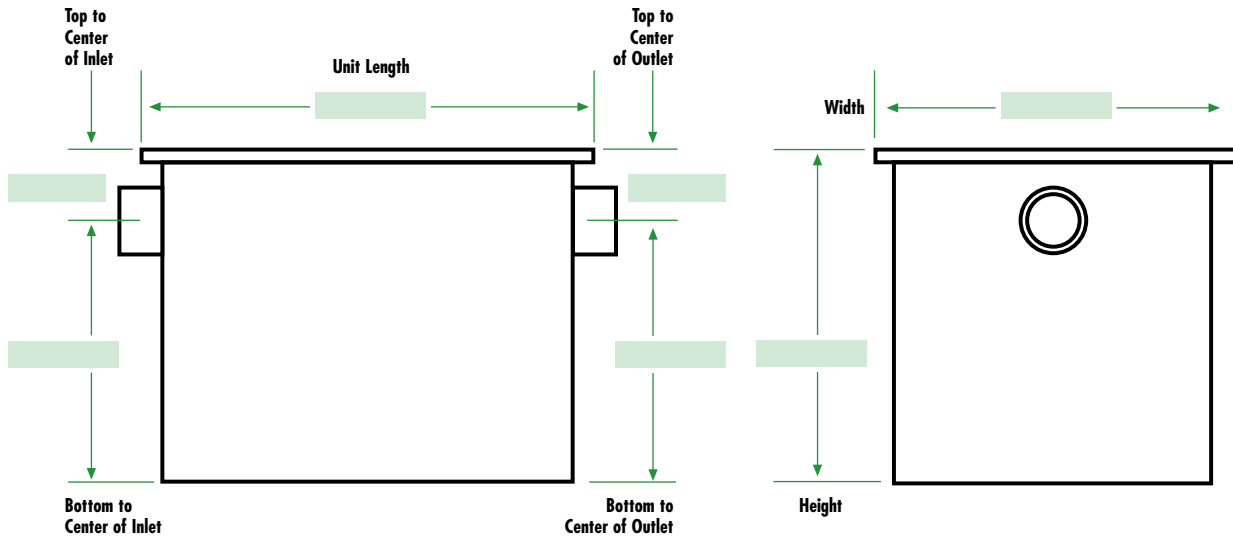 Top to
Center
of Inlet
Unit Length
Top to
Center
of Outlet
Width
Bottom to
Center of Inlet
Bottom to
Center of Outlet
Height